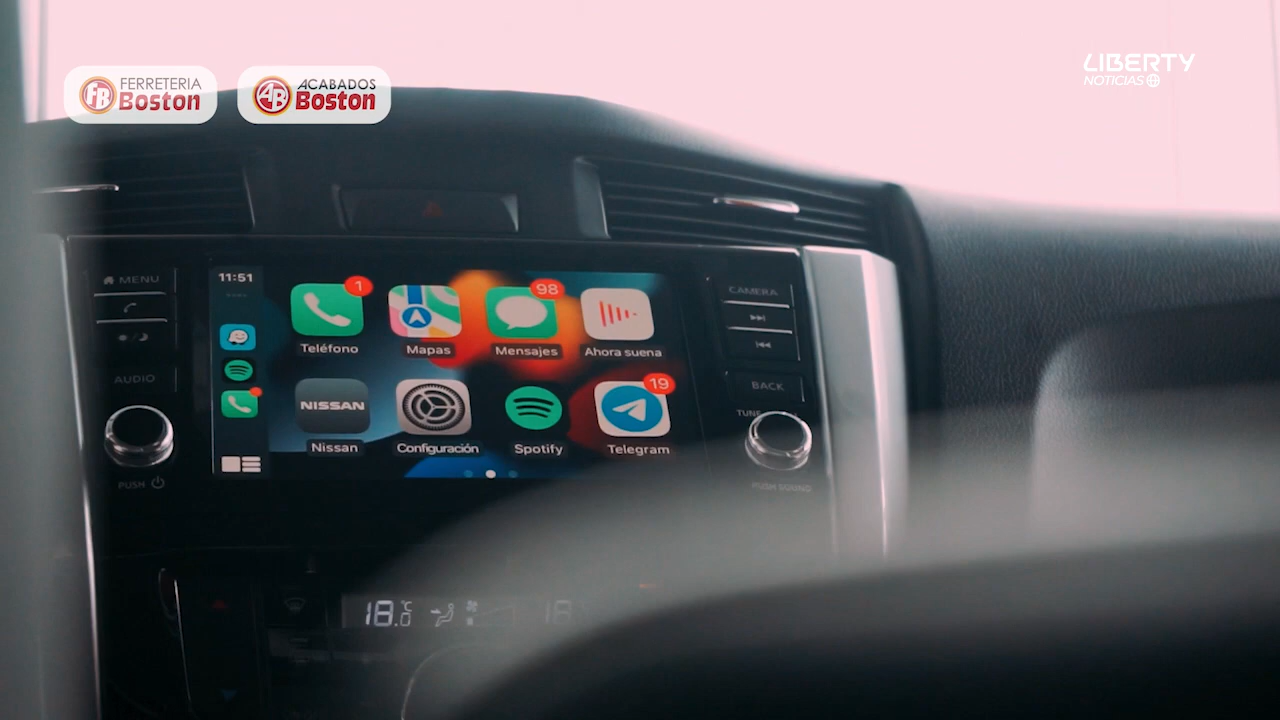 FERRETERIA
Boston
ACABADOS
Boston
LIBERTY
NOTICIAS
MENU
AUDIO
PUSH
11:51
1
98
Teléfono
Mapas
Mensajes
Ahora suena
NISSAN
19
Nissan
Configuración
Spotify
Telegram
CAMERA
BACK
TUNE
PUSH SOUND
18.0°C
18